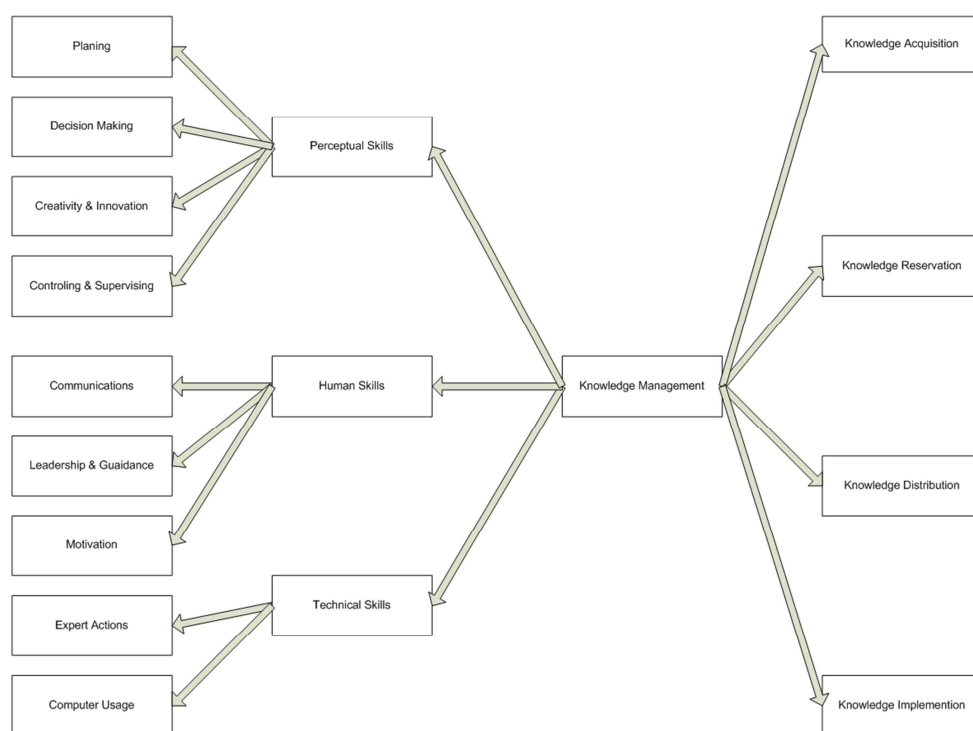 Planing
Decision Making
Creativity & Innovation
Controling & Supervising
Communications
Leadership & Guaidance
Motivation
Expert Actions
Computer Usage
Perceptual Skills
Human Skills
Technical Skills
Knowledge Management
Knowledge Acquisition
Knowledge Reservation
Knowledge Distribution
Knowledge Implemention